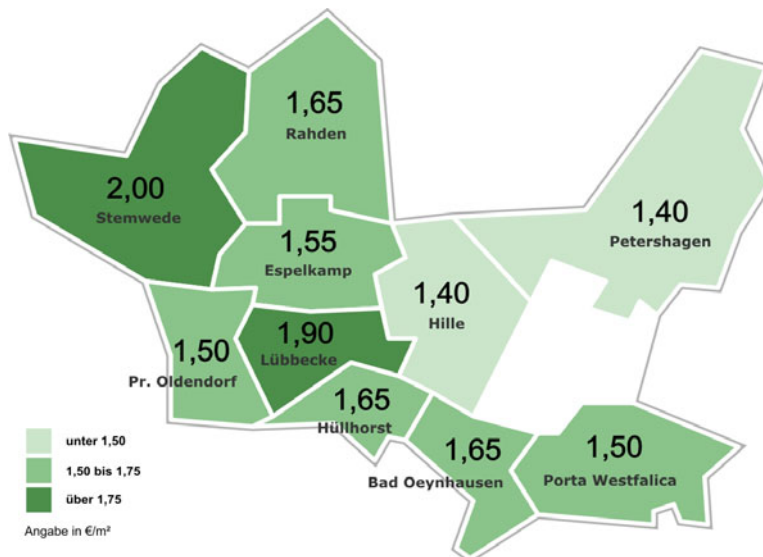 1,65
Rahden
2,00
Stemwede
1,40
Petershagen
1,55
Espelkamp
1,40
Hille
1,90
Lübbecke
1,50
Pr. Oldendorf
1,65
Hüllhorst
1,65
Bad Oeynhausen
1,50
Porta Westfalica
unter 1,50
1,50 bis 1,75
über 1,75
Angabe in €/m²